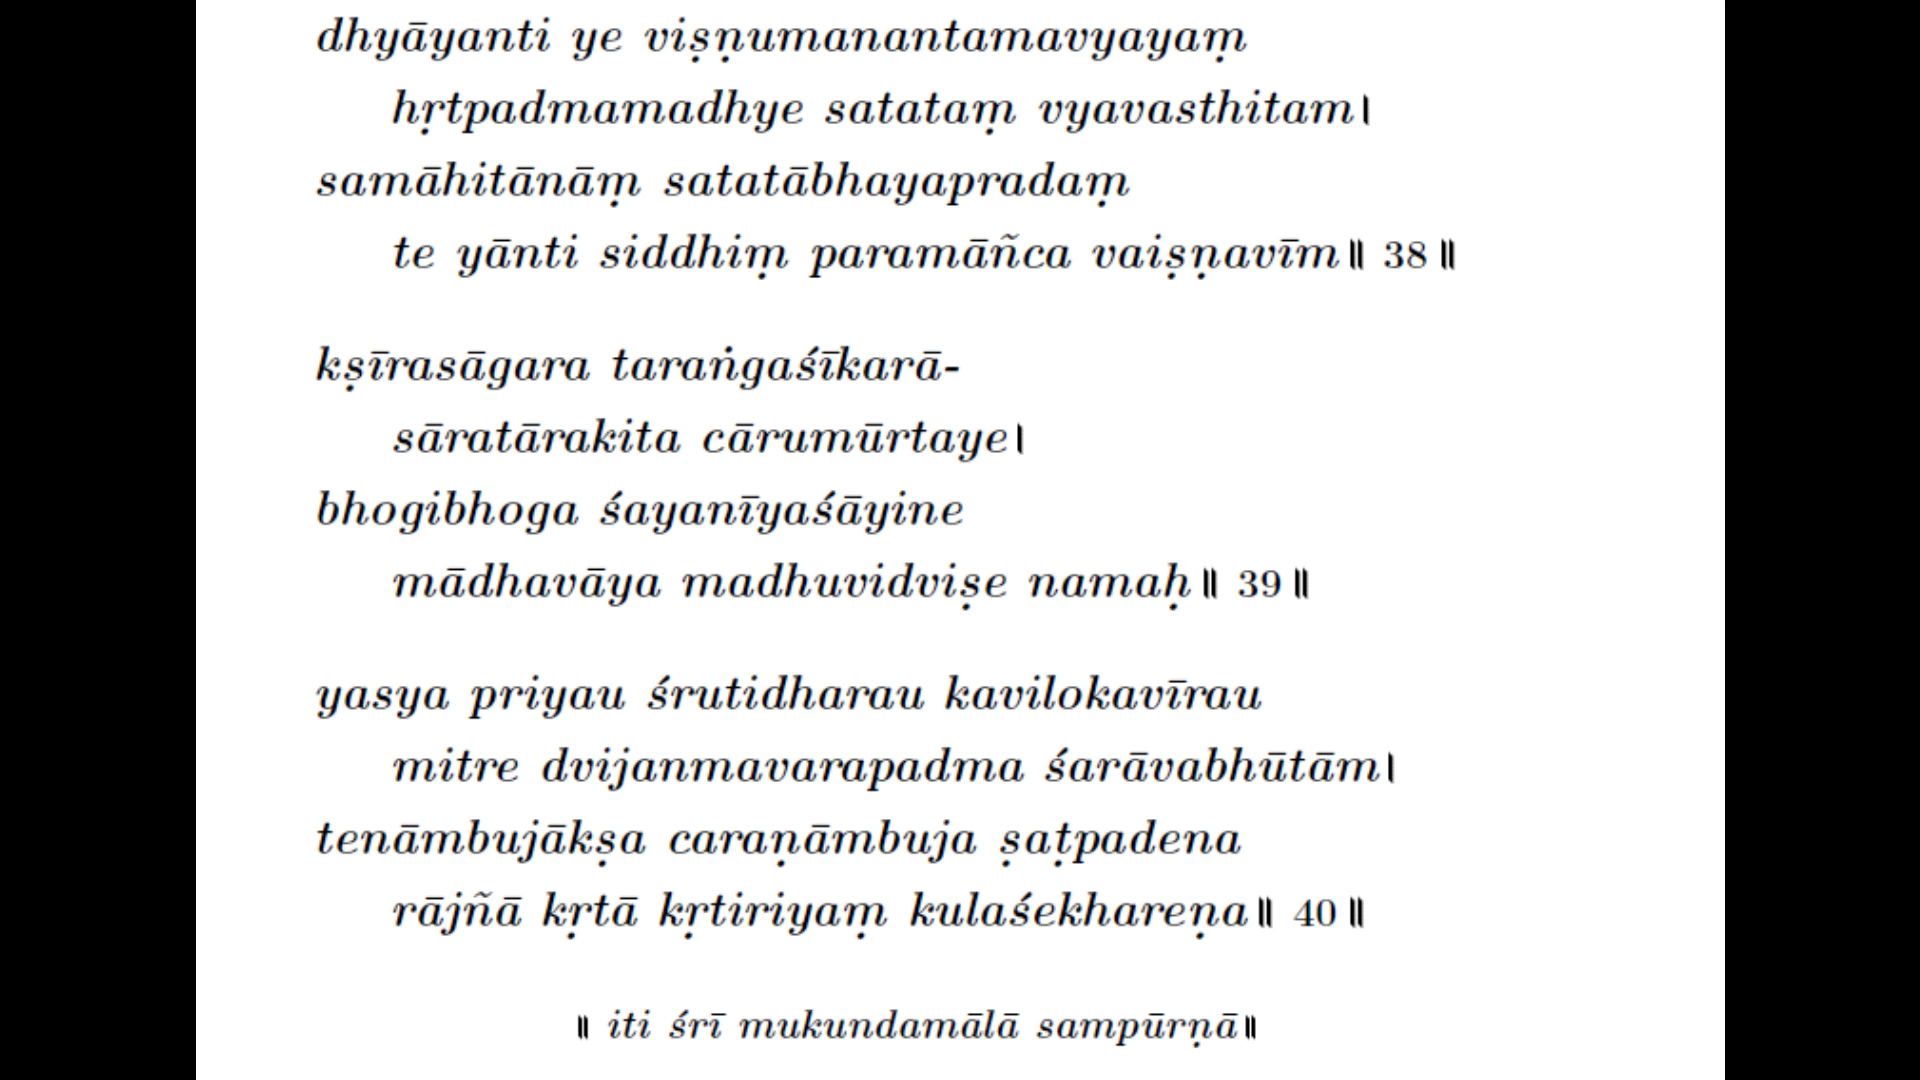 dhyāyanti ye viṣṇumanantamavyayaṃ
hṛtpadmamadhye satataṃ vyavasthitam।
samāhitānāṃ satatābhayapradaṃ
te yānti siddhiṃ paramāñca vaiṣṇavīm॥ 38॥
kṣīrasāgara taraṅgaśīkarā-
sāratārakita cārumūrtaye।
bhogibhoga śayanīyaśāyine
mādhavāya madhuvidviṣe namaḥ॥ 39॥
yasya priyau śrutidharau kavilokavīrau
mitre dvijanmavarapadma śarāvabhūtām।
tenāmbujākṣa caraṇāmbuja ṣaṭpadena
rājñā kṛtā kṛtiriyaṃ kulaśekhareṇa॥ 40॥
॥ iti śrī mukundamālā sampūrṇā॥